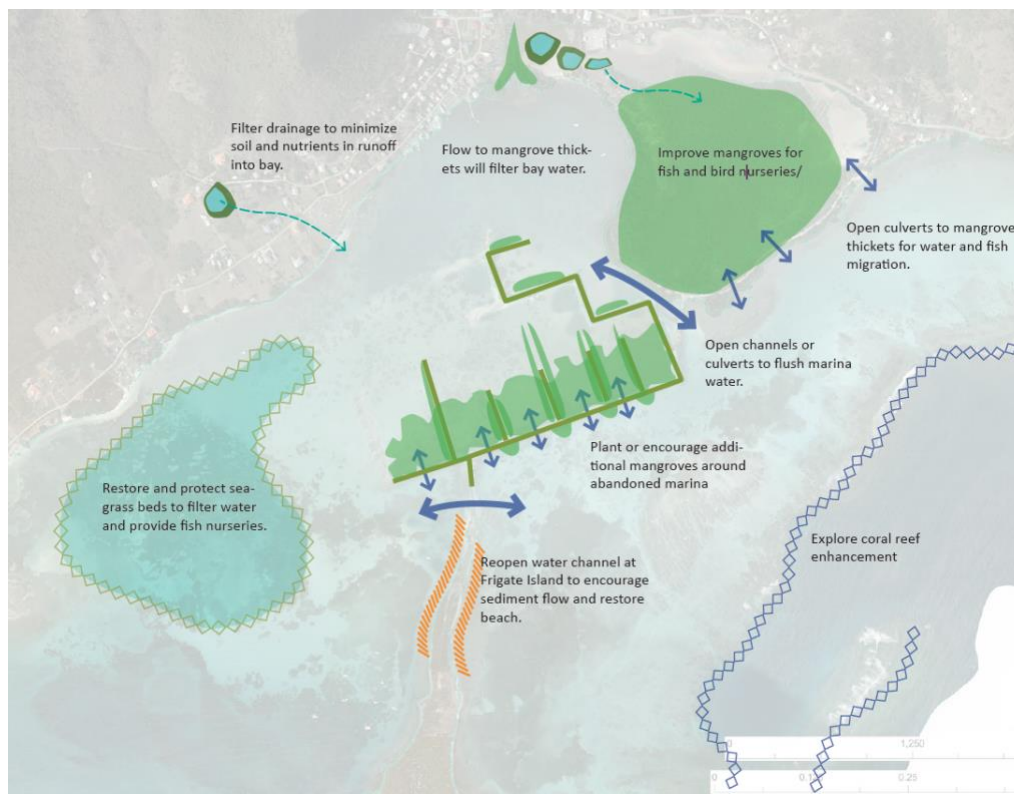 Filter drainage to minimize
soil and nutrients in runoff
into bay.
Flow to mangrove thick-
ets will filter bay water.
Improve mangroves for
fish and bird nurseries/
Open culverts to mangrove
thickets for water and fish
migration.
Open channels or
culverts to flush marina
water.
Plant or encourage addi-
tional mangroves around
abandoned marina
Restore and protect sea-
grass beds to filter water
and provide fish nurseries.
Explore coral reef
enhancement
Reopen water channel at
Frigate Island to encourage
sediment flow and restore
beach.
0
1,250
0
0.25